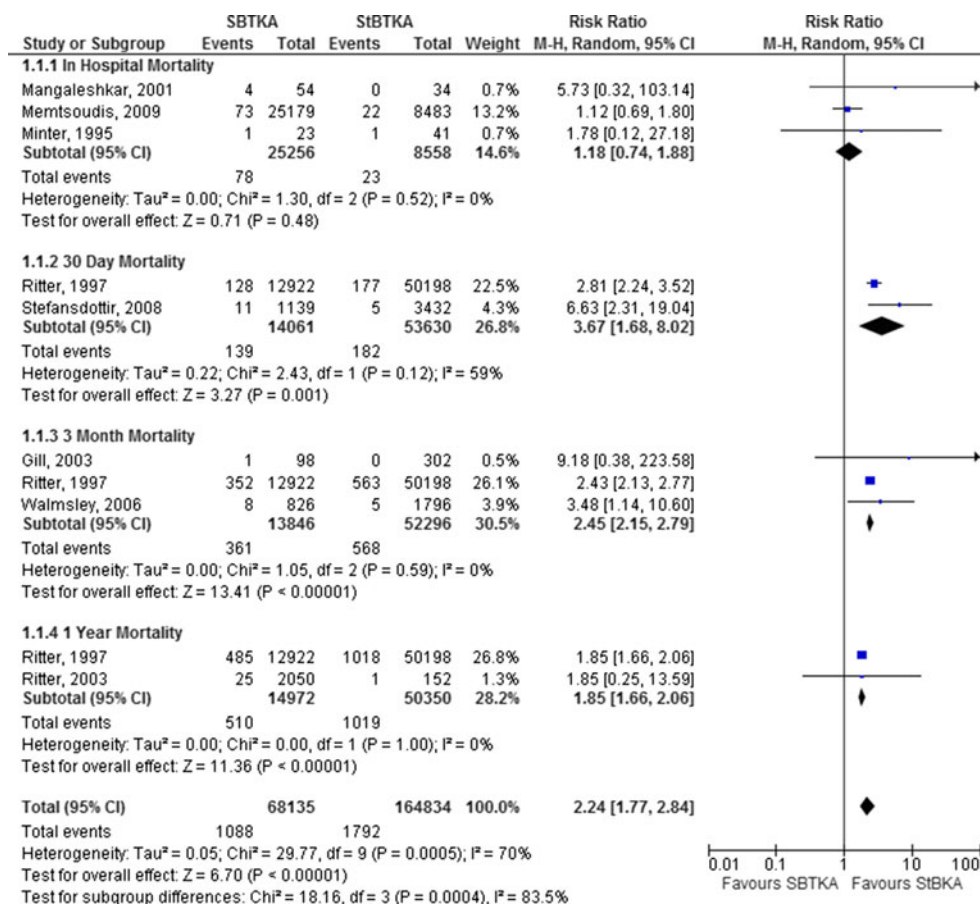 SBTKA StBTKA Risk Ratio Risk Ratio
Study or Subgroup Events Total Events Total Weight M-H, Random, 95% CI M-H, Random, 95% CI
1.1.1 In Hospital Mortality
Mangaleshkar, 2001 4 54 0 34 0.7% 5.73 [0.32, 103.14]
Memtsoudis, 2009 73 25179 22 8483 13.2% 1.12 [0.69, 1.80]
Minter, 1995 1 23 1 41 0.7% 1.78 [0.12, 27.18]
Subtotal (95% CI) 25256 8558 14.6% 1.18 [0.74, 1.88]
Total events 78 23
Heterogeneity: Tau² = 0.00; Chi² = 1.30, df = 2 (P = 0.52); I² = 0%
Test for overall effect: Z = 0.71 (P = 0.48)
1.1.2 30 Day Mortality
Ritter, 1997 128 12922 177 50198 22.5% 2.81 [2.24, 3.52]
Stefansdottir, 2008 11 1139 5 3432 4.3% 6.63 [2.31, 19.04]
Subtotal (95% CI) 14061 53630 26.8% 3.67 [1.68, 8.02]
Total events 139 182
Heterogeneity: Tau² = 0.22; Chi² = 2.43, df = 1 (P = 0.12); I² = 59%
Test for overall effect: Z = 3.27 (P = 0.001)
1.1.3 3 Month Mortality
Gill, 2003 1 98 0 302 0.5% 9.18 [0.38, 223.58]
Ritter, 1997 352 12922 563 50198 26.1% 2.43 [2.13, 2.77]
Walmsley, 2006 8 826 5 1796 3.9% 3.48 [1.14, 10.60]
Subtotal (95% CI) 13846 52296 30.5% 2.45 [2.15, 2.79]
Total events 361 568
Heterogeneity: Tau² = 0.00; Chi² = 1.05, df = 2 (P = 0.59); I² = 0%
Test for overall effect: Z = 13.41 (P < 0.00001)
1.1.4 1 Year Mortality
Ritter, 1997 485 12922 1018 50198 26.8% 1.85 [1.66, 2.06]
Ritter, 2003 25 2050 1 152 1.3% 1.85 [0.25, 13.59]
Subtotal (95% CI) 14972 50350 28.2% 1.85 [1.66, 2.06]
Total events 510 1019
Heterogeneity: Tau² = 0.00; Chi² = 0.00, df = 1 (P = 1.00); I² = 0%
Test for overall effect: Z = 11.36 (P < 0.00001)
Total (95% CI) 68135 164834 100.0% 2.24 [1.77, 2.84]
Total events 1088 1792
Heterogeneity: Tau² = 0.05; Chi² = 29.77, df = 9 (P = 0.0005); I² = 70%
Test for overall effect: Z = 6.70 (P < 0.00001)
Test for subgroup differences: Chi² = 18.16, df = 3 (P = 0.0004), I² = 83.5%
0.01 0.1 1 10 100
Favours SBTKA Favours StBKA